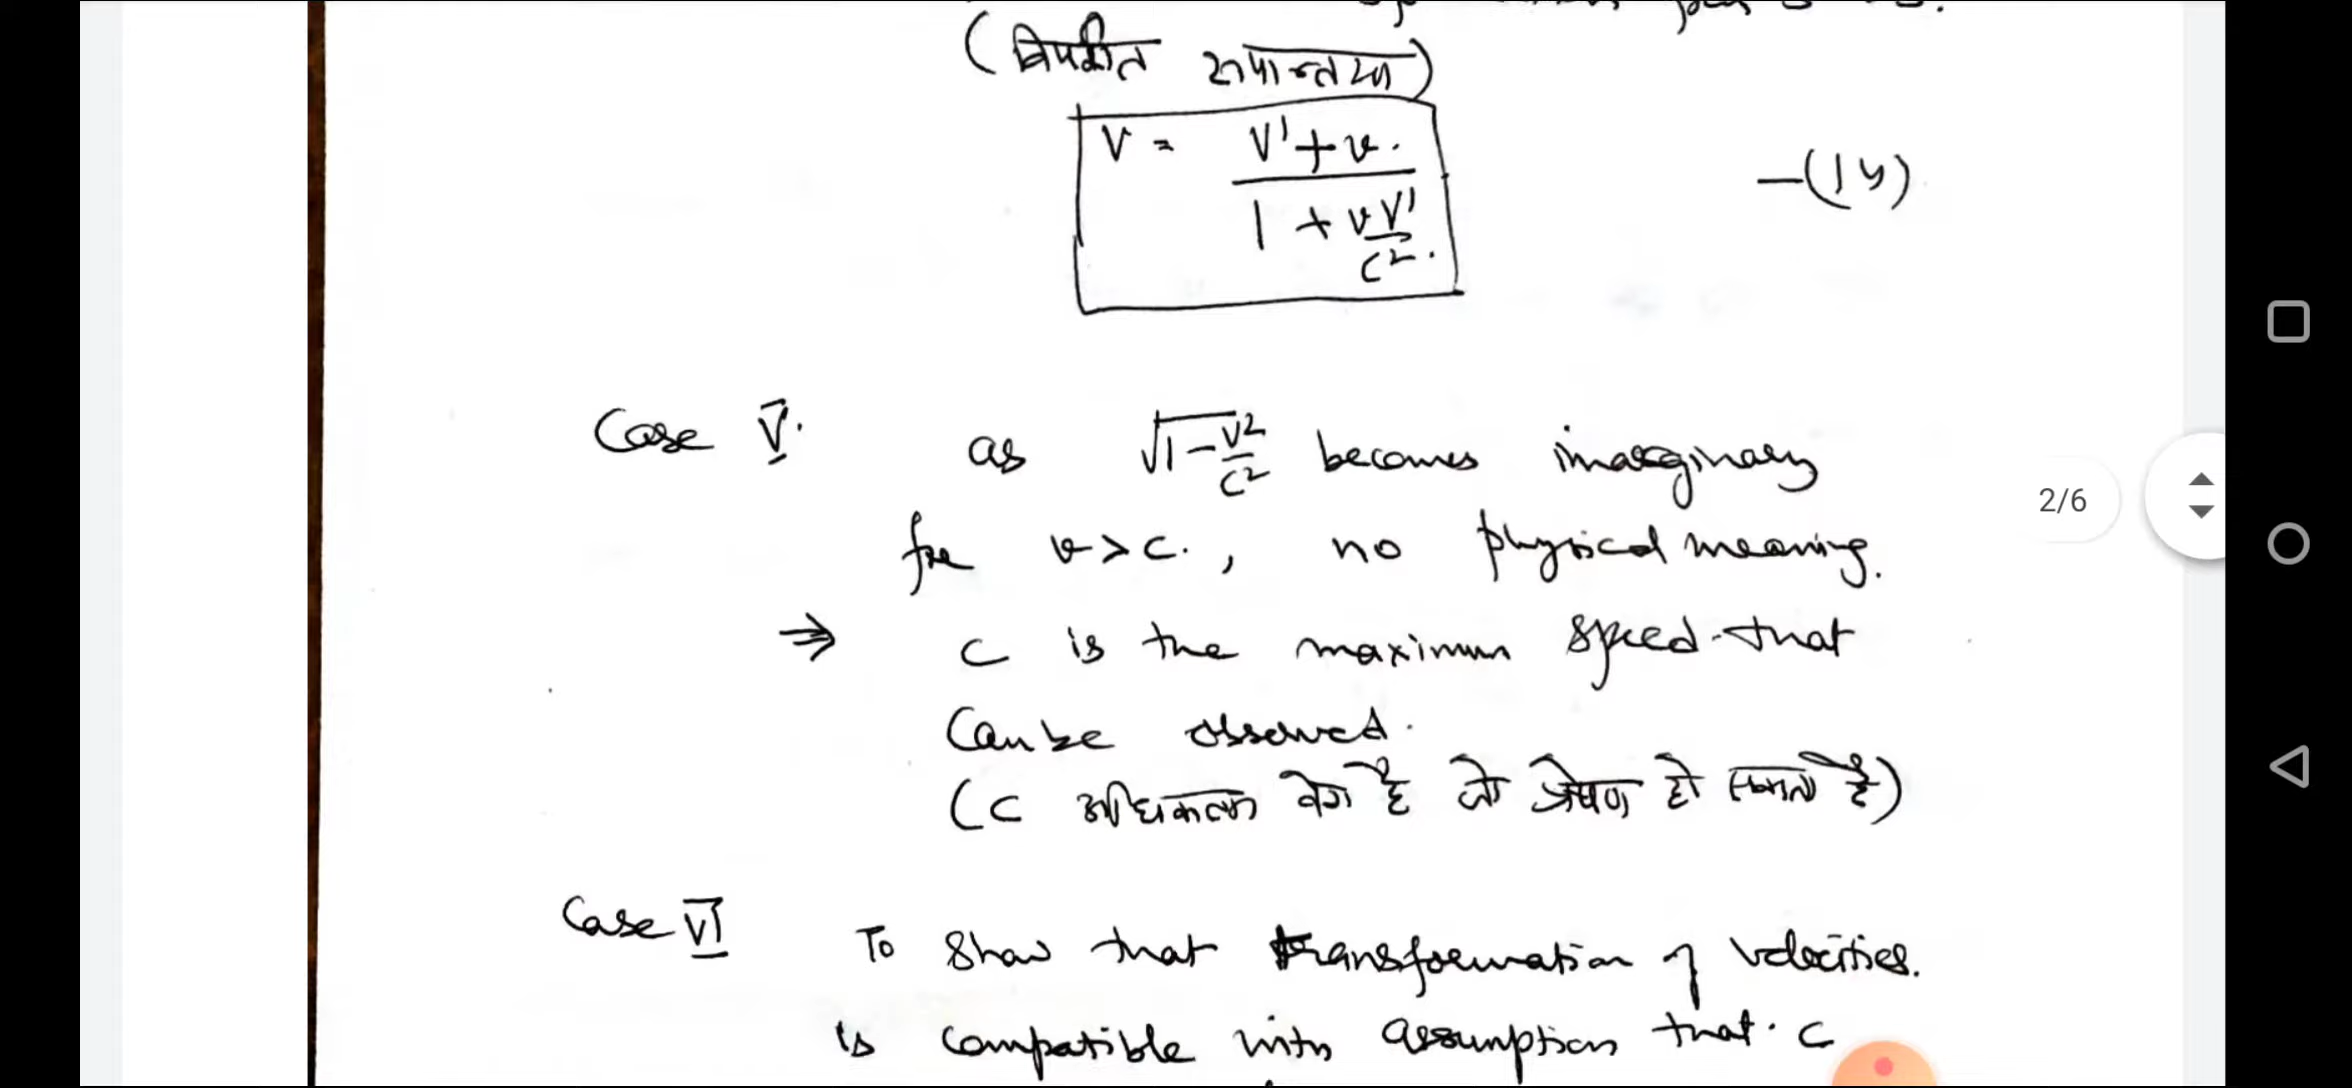 (विपरीत रूपान्तरण)
V = V' + v. / 1 + vV'/c². —(14)
Case V. as √1 - v²/c² becomes imaginary
for v > c. , no physical meaning.
⇒ c is the maximum speed that
Can be observed.
(C अधिकतम वेग है जो प्रेषण हो सकता है)
Case VI To Show that transformation of velocities.
is compatible with assumption that. c
2/6